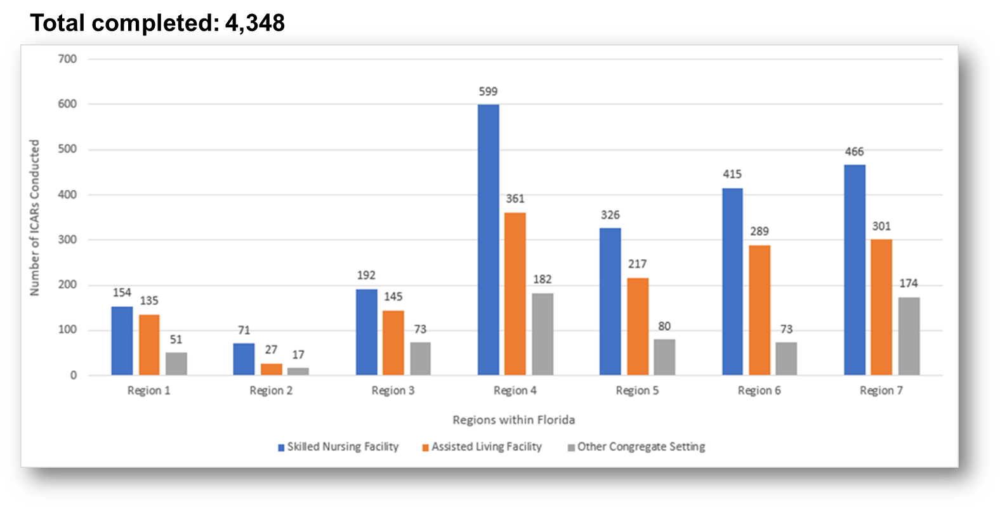 Total completed: 4,348
700
600
500
400
300
200
100
0
Number of ICARs Conducted
154
135
51
71
27
17
192
145
73
599
361
182
326
217
80
415
289
73
466
301
174
Region 1
Region 2
Region 3
Region 4
Region 5
Region 6
Region 7
Regions within Florida
Skilled Nursing Facility
Assisted Living Facility
Other Congregate Setting